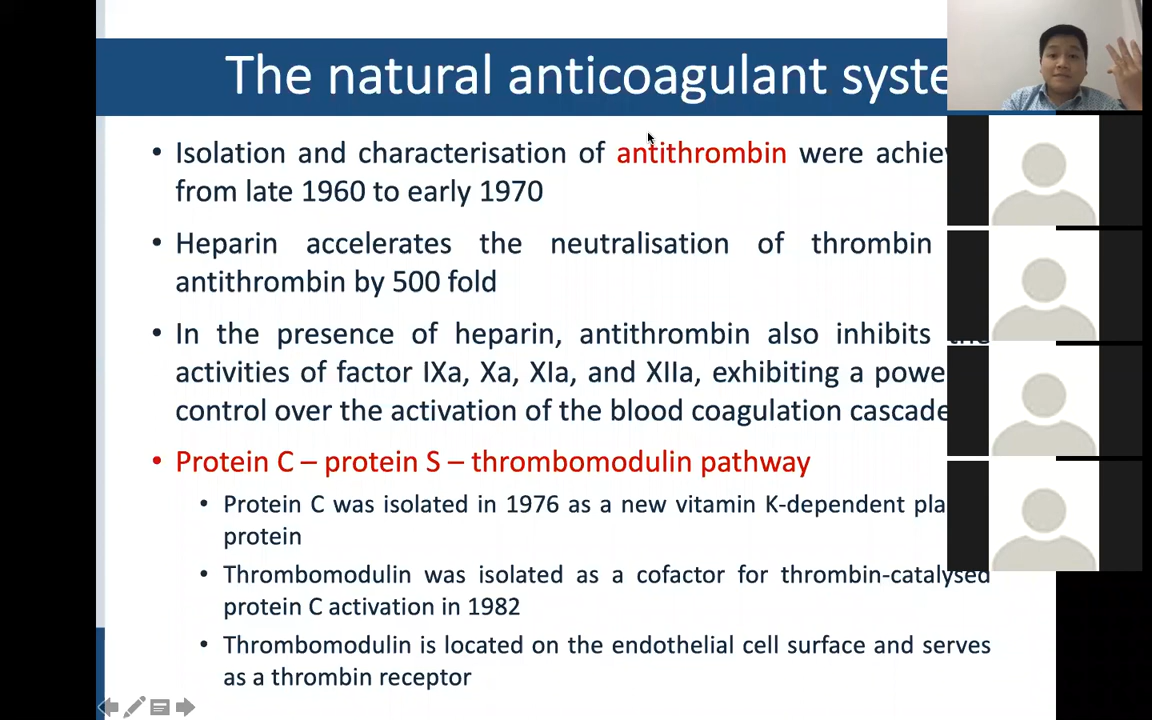 The natural anticoagulant syste
• Isolation and characterisation of antithrombin were achiev
from late 1960 to early 1970
• Heparin accelerates the neutralisation of thrombin
antithrombin by 500 fold
• In the presence of heparin, antithrombin also inhibits
activities of factor IXa, Xa, XIa, and XIIa, exhibiting a powe
control over the activation of the blood coagulation cascade
• Protein C – protein S – thrombomodulin pathway
• Protein C was isolated in 1976 as a new vitamin K-dependent pla
protein
• Thrombomodulin was isolated as a cofactor for thrombin-catalysed
protein C activation in 1982
• Thrombomodulin is located on the endothelial cell surface and serves
as a thrombin receptor